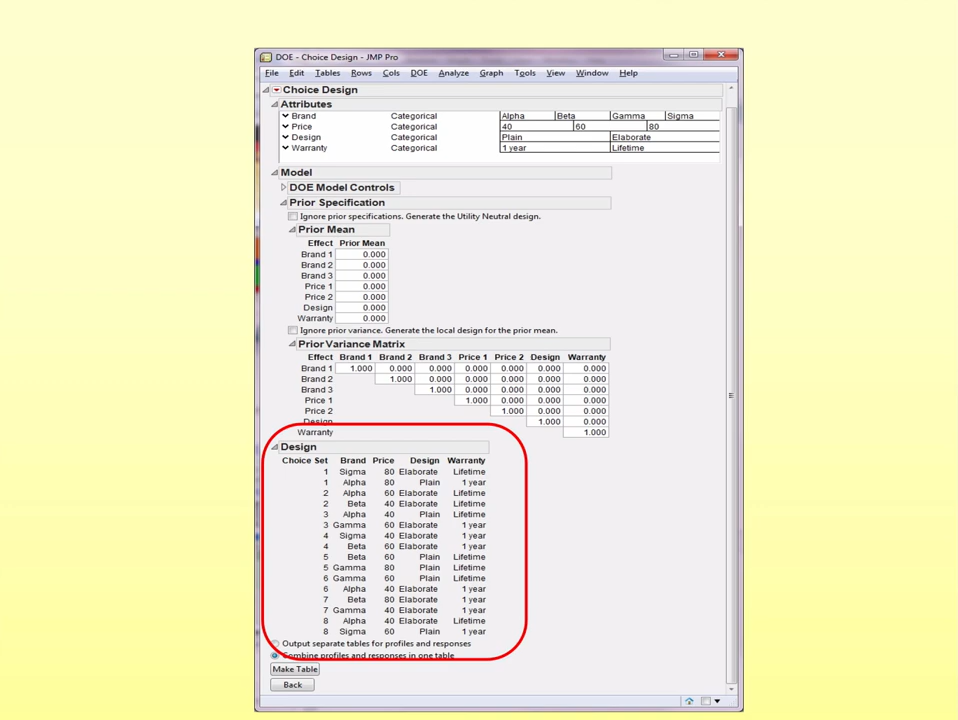 DOE - Choice Design - JMP Pro
File Edit Tables Rows Cols DOE Analyze Graph Tools View Window Help
Choice Design
Attributes
Brand Categorical Alpha Beta Gamma Sigma
Price Categorical 40 60 80
Design Categorical Plain Elaborate
Warranty Categorical 1 year Lifetime
Model
DOE Model Controls
Prior Specification
Ignore prior specifications. Generate the Utility Neutral design.
Prior Mean
Effect Prior Mean
Brand 1 0.000
Brand 2 0.000
Brand 3 0.000
Price 1 0.000
Price 2 0.000
Design 0.000
Warranty 0.000
Ignore prior variance. Generate the local design for the prior mean.
Prior Variance Matrix
Effect Brand 1 Brand 2 Brand 3 Price 1 Price 2 Design Warranty
Brand 1 1.000 0.000 0.000 0.000 0.000 0.000 0.000
Brand 2 1.000 0.000 0.000 0.000 0.000 0.000
Brand 3 1.000 0.000 0.000 0.000 0.000
Price 1 1.000 0.000 0.000 0.000
Price 2 1.000 0.000 0.000
Design 1.000 0.000
Warranty 1.000
Design
Choice Set Brand Price Design Warranty
1 Sigma 80 Elaborate Lifetime
1 Alpha 80 Plain 1 year
2 Alpha 60 Elaborate Lifetime
2 Beta 40 Elaborate Lifetime
3 Alpha 40 Plain Lifetime
3 Gamma 60 Elaborate 1 year
4 Sigma 40 Elaborate 1 year
4 Beta 60 Elaborate 1 year
5 Beta 60 Plain Lifetime
5 Gamma 80 Plain Lifetime
6 Gamma 60 Plain Lifetime
6 Alpha 40 Elaborate 1 year
7 Beta 80 Elaborate 1 year
7 Gamma 40 Elaborate 1 year
8 Alpha 40 Elaborate Lifetime
8 Sigma 60 Plain 1 year
Output separate tables for profiles and responses
Combine profiles and responses in one table
Make Table
Back